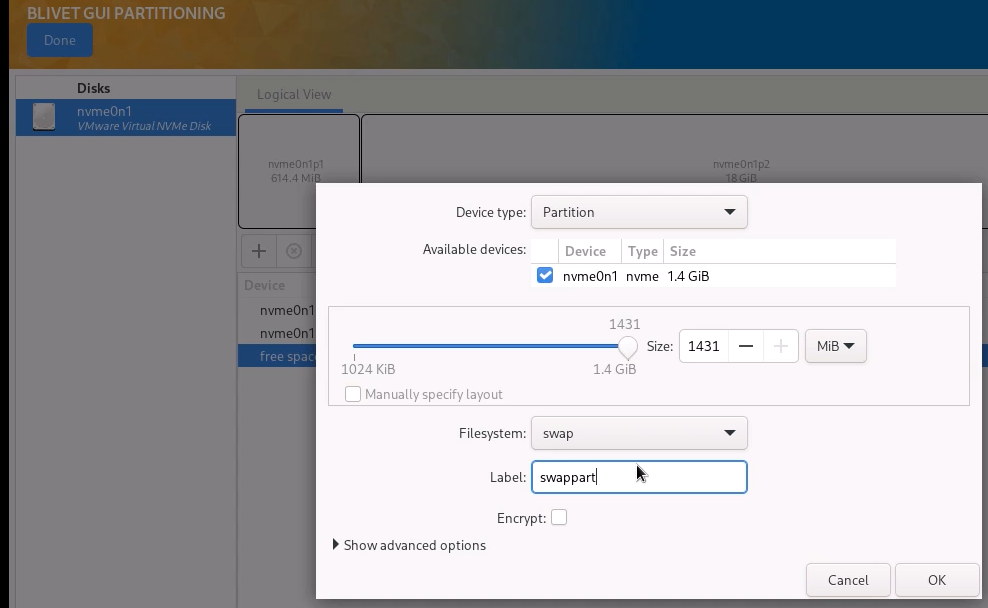 BLIVET GUI PARTITIONING
Done
Disks
nvme0n1
VMware Virtual NVMe Disk
Logical View
nvme0n1p1
614.4 MiB
nvme0n1p2
18 GiB
Device
nvme0n1
nvme0n1
free space
Device type: Partition
Available devices:
Device Type Size
nvme0n1 nvme 1.4 GiB
1431
Size: 1431 MiB
1024 KiB 1.4 GiB
Manually specify layout
Filesystem: swap
Label: swappart
Encrypt:
Show advanced options
Cancel OK